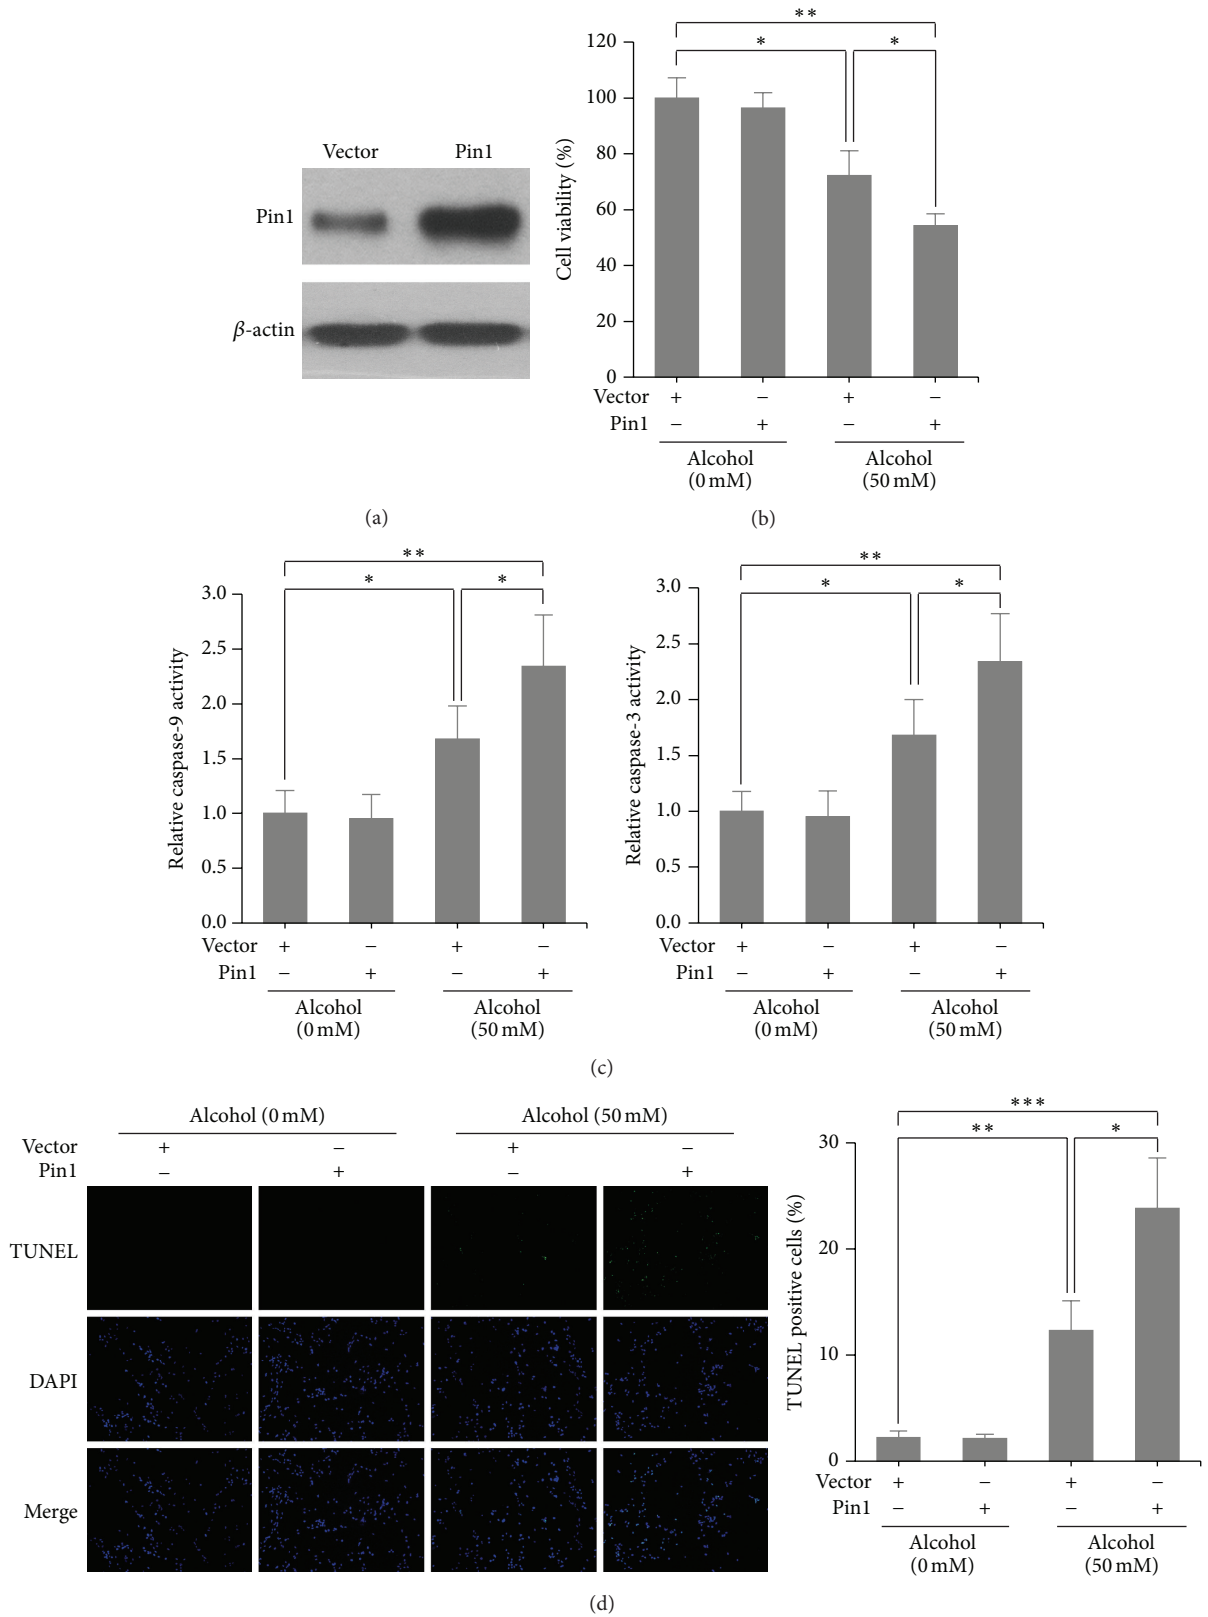 Vector Pin1
Pin1
β-actin
(a)
** 
* *
120
100
80
60
40
20
0
Cell viability (%)
Vector + − + −
Pin1 − + − +
Alcohol Alcohol
(0 mM) (50 mM)
(b)
**
* *
3.0
2.5
2.0
1.5
1.0
0.5
0.0
Relative caspase-9 activity
Vector + − + −
Pin1 − + − +
Alcohol Alcohol
(0 mM) (50 mM)
**
* *
3.0
2.5
2.0
1.5
1.0
0.5
0.0
Relative caspase-3 activity
Vector + − + −
Pin1 − + − +
Alcohol Alcohol
(0 mM) (50 mM)
(c)
Alcohol (0 mM) Alcohol (50 mM)
Vector + − + −
Pin1 − + − +
TUNEL
DAPI
Merge
***
** *
30
20
10
0
TUNEL positive cells (%)
Vector + − + −
Pin1 − + − +
Alcohol Alcohol
(0 mM) (50 mM)
(d)